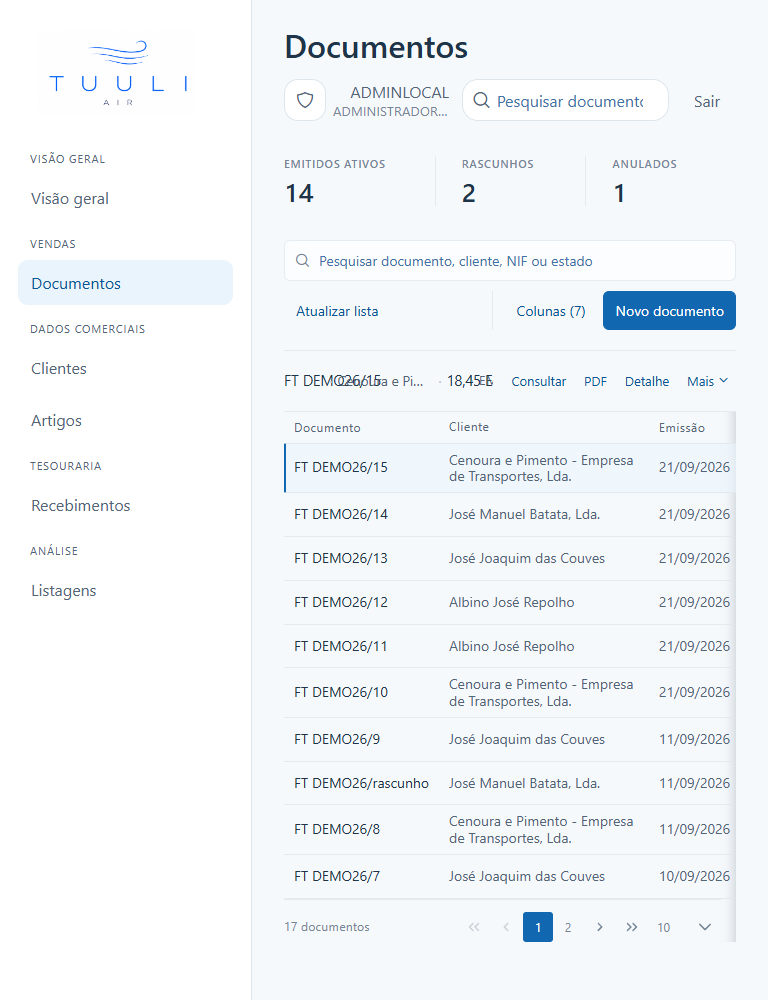 TUULI
AIR
VISÃO GERAL
Visão geral
VENDAS
Documentos
DADOS COMERCIAIS
Clientes
Artigos
TESOURARIA
Recebimentos
ANÁLISE
Listagens
Documentos
ADMINLOCAL
ADMINISTRADOR...
Pesquisar document
Sair
EMITIDOS ATIVOS
14
RASCUNHOS
2
ANULADOS
1
Pesquisar documento, cliente, NIF ou estado
Atualizar lista
Colunas (7)
Novo documento
FT DEMO26/15 Cenoura e Pi... · 18,45 € Consultar PDF Detalhe Mais
Documento Cliente Emissão
FT DEMO26/15 Cenoura e Pimento - Empresa de Transportes, Lda. 21/09/2026
FT DEMO26/14 José Manuel Batata, Lda. 21/09/2026
FT DEMO26/13 José Joaquim das Couves 21/09/2026
FT DEMO26/12 Albino José Repolho 21/09/2026
FT DEMO26/11 Albino José Repolho 21/09/2026
FT DEMO26/10 Cenoura e Pimento - Empresa de Transportes, Lda. 21/09/2026
FT DEMO26/9 José Joaquim das Couves 11/09/2026
FT DEMO26/rascunho José Manuel Batata, Lda. 11/09/2026
FT DEMO26/8 Cenoura e Pimento - Empresa de Transportes, Lda. 11/09/2026
FT DEMO26/7 José Joaquim das Couves 10/09/2026
17 documentos
1 2 10